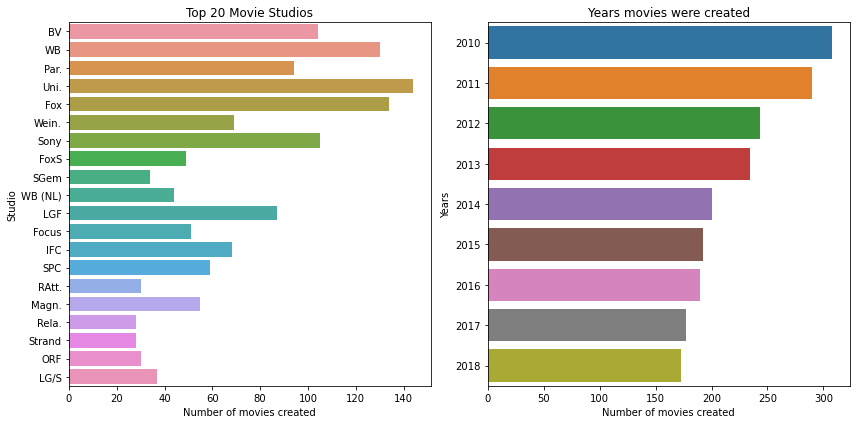 Top 20 Movie Studios
Studio
BV
WB
Par.
Uni.
Fox
Wein.
Sony
FoxS
SGem
WB (NL)
LGF
Focus
IFC
SPC
RAtt.
Magn.
Rela.
Strand
ORF
LG/S
0 20 40 60 80 100 120 140
Number of movies created
Years movies were created
Years
2010
2011
2012
2013
2014
2015
2016
2017
2018
0 50 100 150 200 250 300
Number of movies created